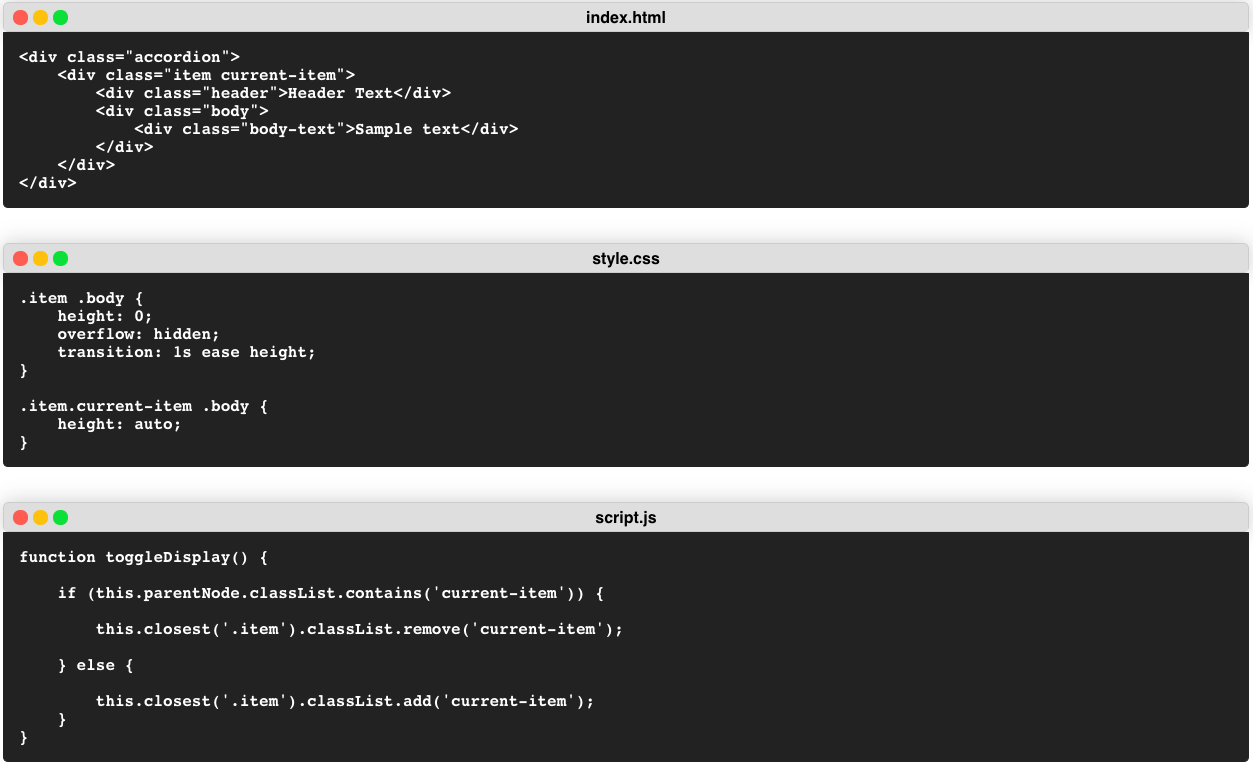 index.html
<div class="accordion">
    <div class="item current-item">
        <div class="header">Header Text</div>
        <div class="body">
            <div class="body-text">Sample text</div>
        </div>
    </div>
</div>
style.css
.item .body {
    height: 0;
    overflow: hidden;
    transition: 1s ease height;
}
.item.current-item .body {
    height: auto;
}
script.js
function toggleDisplay() {
    if (this.parentNode.classList.contains('current-item')) {
        this.closest('.item').classList.remove('current-item');
    } else {
        this.closest('.item').classList.add('current-item');
    }
}